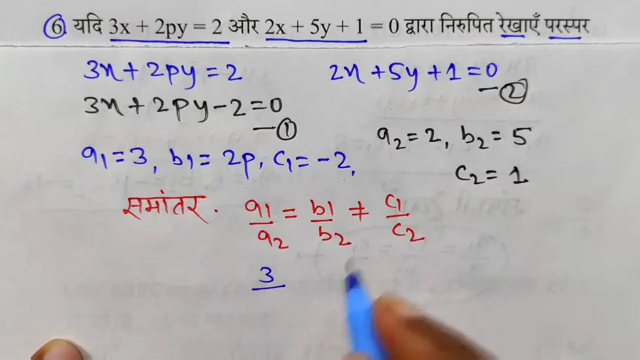 6. यदि 3x + 2py = 2 और 2x + 5y + 1 = 0 द्वारा निरुपित रेखाएँ परस्पर
3x + 2py = 2
2x + 5y + 1 = 0 — ②
3x + 2py - 2 = 0 — ①
a₂ = 2, b₂ = 5
a₁ = 3, b₁ = 2p, c₁ = -2,
c₂ = 1
समांतर. a₁/a₂ = b₁/b₂ ≠ c₁/c₂
3